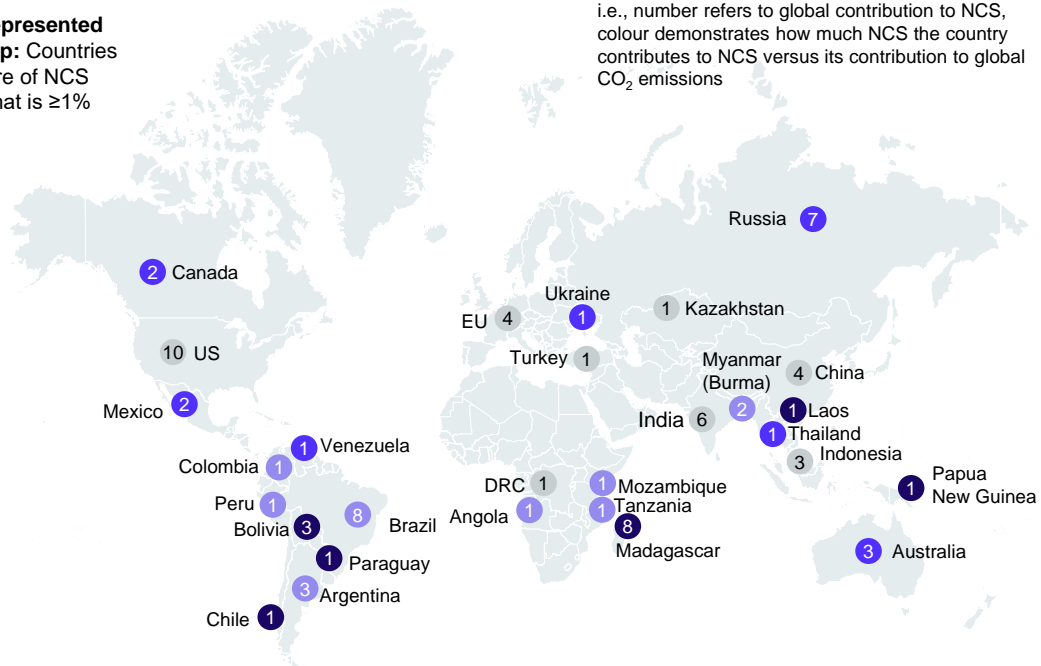 epresented
p: Countries
re of NCS
hat is ≥1%
i.e., number refers to global contribution to NCS,
colour demonstrates how much NCS the country
contributes to NCS versus its contribution to global
CO2 emissions
Russia 7
2 Canada
Ukraine
1
1 Kazakhstan
EU 4
10 US
Turkey 1
Myanmar
(Burma)
2
4 China
Mexico 2
India 6
1 Laos
1 Thailand
Indonesia
3
1 Venezuela
Colombia 1
DRC 1
1 Mozambique
1 Papua
New Guinea
Peru 1
8 Brazil
Angola 1
1 Tanzania
Bolivia 3
8
Madagascar
1 Paraguay
3 Australia
3 Argentina
Chile 1